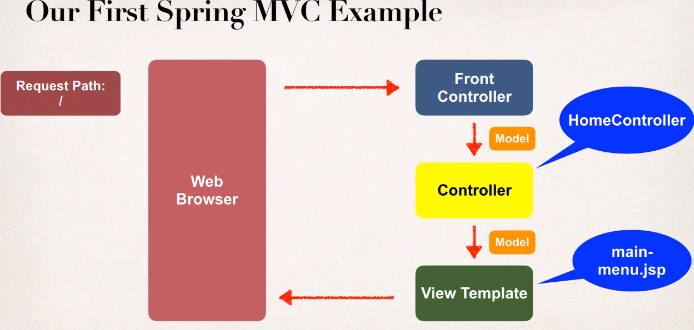 Our First Spring MVC Example
Request Path:
/
Web
Browser
Front
Controller
Model
HomeController
Controller
Model
main-
menu.jsp
View Template